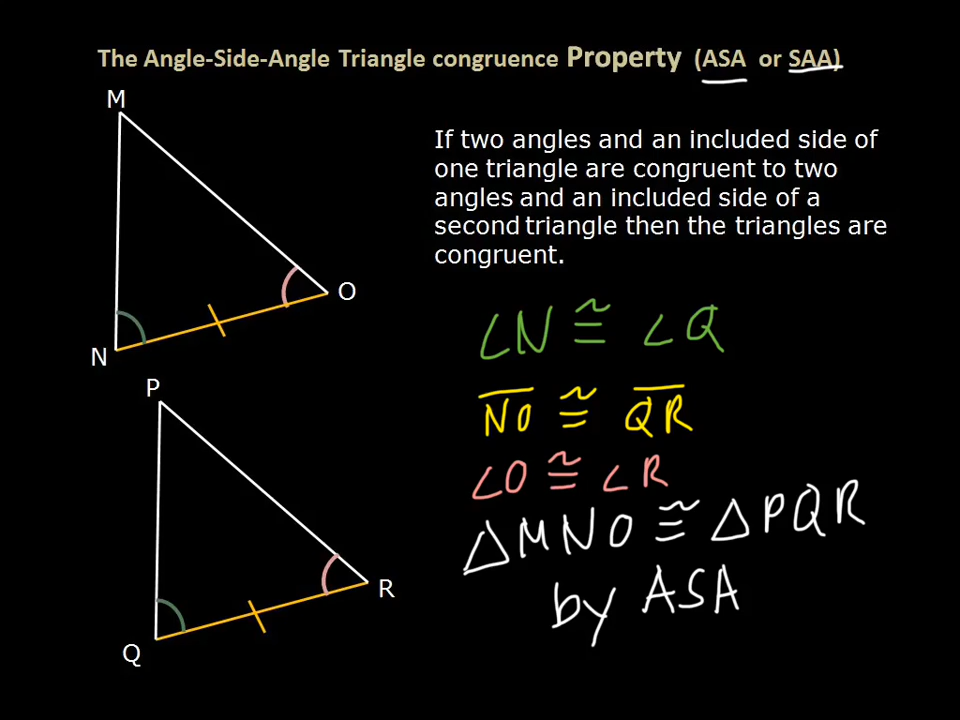 The Angle-Side-Angle Triangle congruence Property (ASA or SAA)
M
If two angles and an included side of
one triangle are congruent to two
angles and an included side of a
second triangle then the triangles are
congruent.
O
N
∠N ≅ ∠Q
P
N̅O̅ ≅ Q̅R̅
∠O ≅ ∠R
△MNO ≅ △PQR
R
by ASA
Q